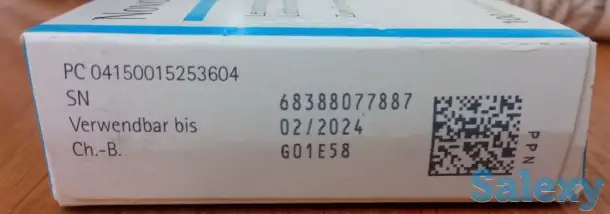 PC 04150015253604
SN 68388077887
Verwendbar bis 02/2024
Ch.-B. G01E58
PPN
Salexy